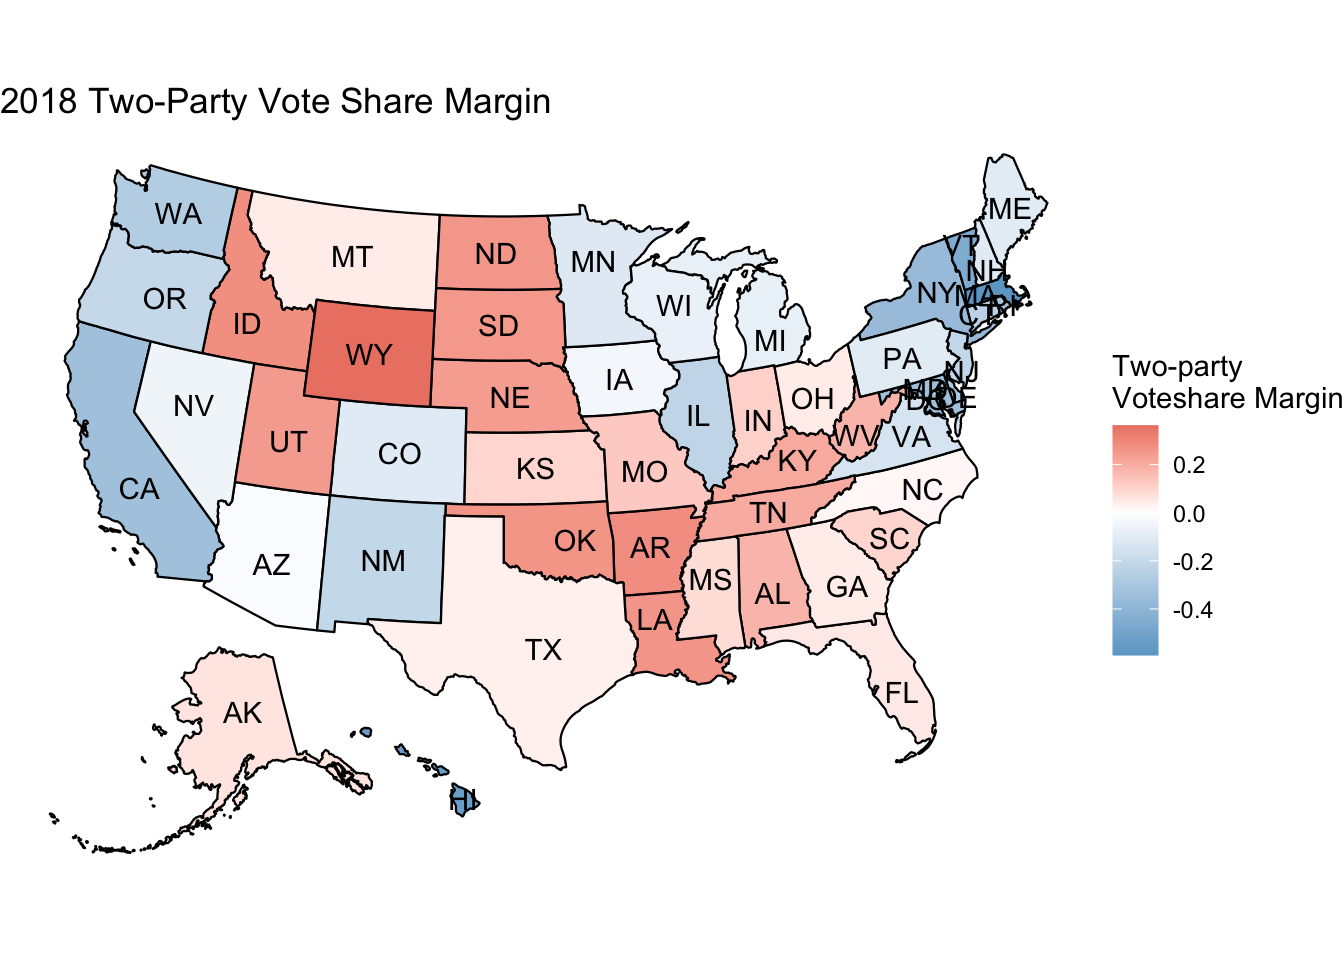 2018 Two-Party Vote Share Margin
ME
WA
VT
MT
ND
MN
NH
OR
NY
MA
WI
RI
CT
ID
SD
MI
WY
PA
NJ
IA
NE
OH
MD
DE
NV
DC
IL
IN
UT
CO
WV
VA
KS
MO
KY
CA
NC
TN
OK
SC
AZ
NM
AR
MS
AL
GA
LA
TX
FL
AK
HI
Two-party
Voteshare Margin
0.2
0.0
-0.2
-0.4